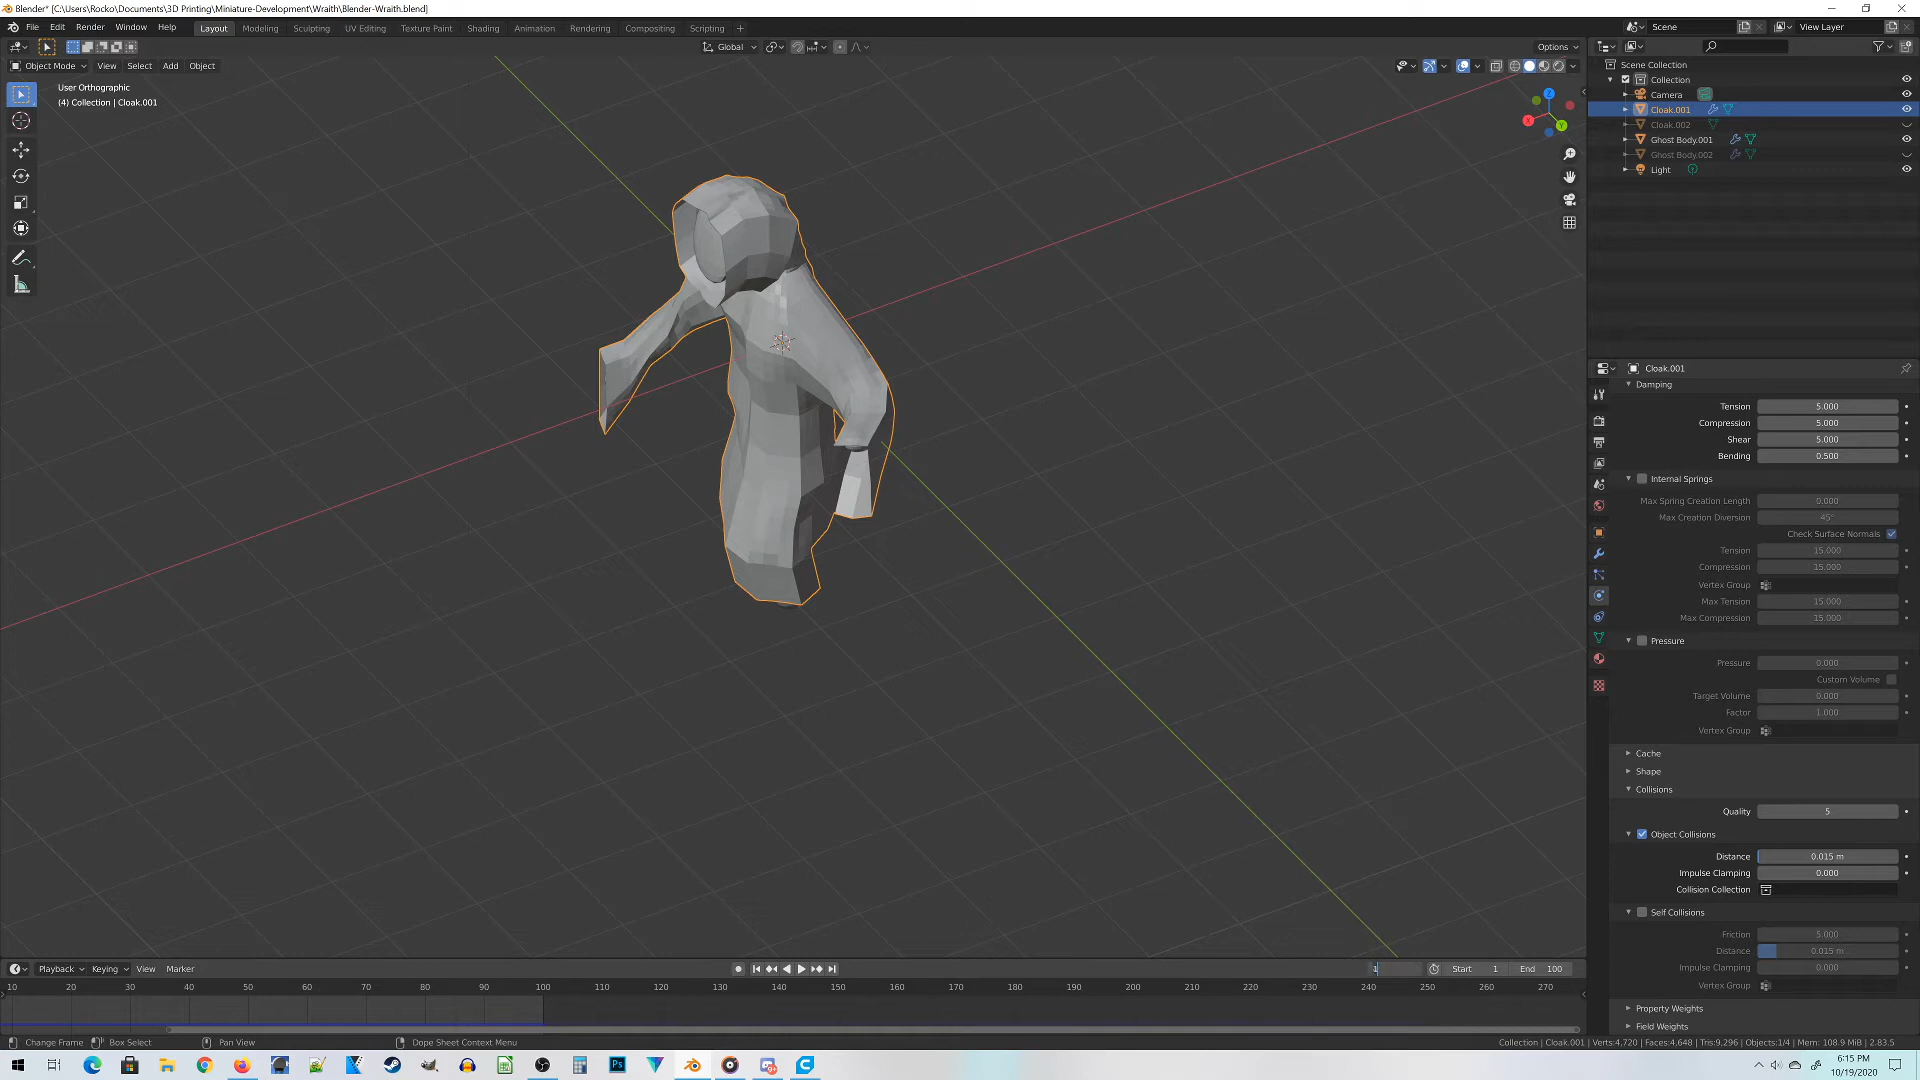 Blender* [C:\Users\Rocko\Documents\3D Printing\Miniature-Development\Wraith\Blender-Wraith.blend]
File Edit Render Window Help Layout Modeling Sculpting UV Editing Texture Paint Shading Animation Rendering Compositing Scripting + Scene View Layer
Global Options
Object Mode View Select Add Object
User Orthographic
(4) Collection | Cloak.001
Z
X
Y
Scene Collection
Collection
Camera
Cloak.001
Cloak.002
Ghost Body.001
Ghost Body.002
Light
Cloak.001
Damping
Tension 5.000
Compression 5.000
Shear 5.000
Bending 0.500
Internal Springs
Max Spring Creation Length 0.000
Max Creation Diversion 45°
Check Surface Normals
Tension 15.000
Compression 15.000
Vertex Group
Max Tension 15.000
Max Compression 15.000
Pressure
Pressure 0.000
Custom Volume
Target Volume 0.000
Factor 1.000
Vertex Group
Cache
Shape
Collisions
Quality 5
Object Collisions
Distance 0.015 m
Impulse Clamping 0.000
Collision Collection
Self Collisions
Friction 5.000
Distance 0.015 m
Impulse Clamping 0.000
Vertex Group
Property Weights
Field Weights
Playback Keying View Marker 1 Start 1 End 100
10 20 30 40 50 60 70 80 90 100 110 120 130 140 150 160 170 180 190 200 210 220 230 240 250 260 270
Change Frame Box Select Pan View Dope Sheet Context Menu Collection | Cloak.001 | Verts:4,720 | Faces:4,648 | Tris:9,296 | Objects:1/4 | Mem: 108.9 MiB | 2.83.5
6:15 PM
10/19/2020